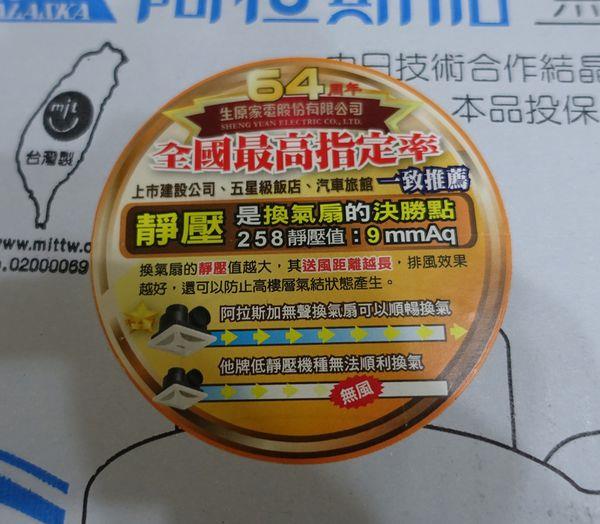 ALASKA
阿拉斯加
中日技術合作結晶
本品投保
mit
台灣製
www.mittw.o
o.02000069
64周年
生原家電股份有限公司
SHENG YUAN ELECTRIC CO., LTD.
全國最高指定率
上市建設公司、五星級飯店、汽車旅館 一致推薦
靜壓 是換氣扇的決勝點
258靜壓值：9mmAq
換氣扇的靜壓值越大，其送風距離越長，排風效果
越好，還可以防止高樓層氣結狀態產生。
阿拉斯加無聲換氣扇可以順暢換氣
他牌低靜壓機種無法順利換氣
無風